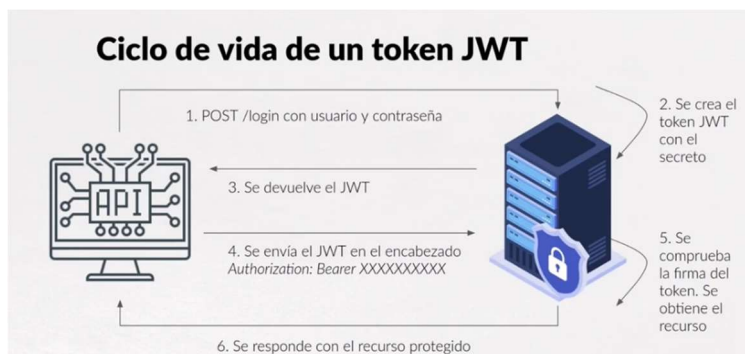 Ciclo de vida de un token JWT
1. POST /login con usuario y contraseña
2. Se crea el
token JWT
con el
secreto
API
3. Se devuelve el JWT
4. Se envía el JWT en el encabezado
Authorization: Bearer XXXXXXXXXX
5. Se
comprueba
la firma del
token. Se
obtiene el
recurso
6. Se responde con el recurso protegido